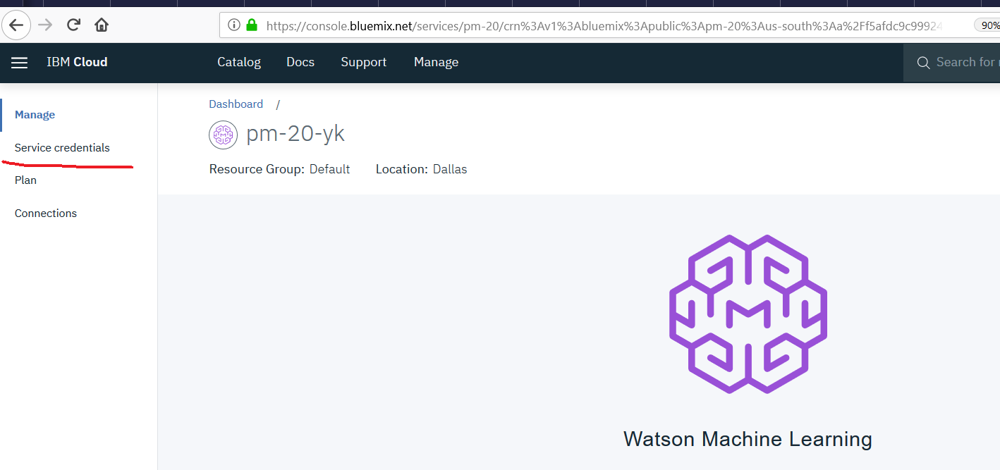 https://console.bluemix.net/services/pm-20/crn%3Av1%3Abluemix%3Apublic%3Apm-20%3Aus-south%3Aa%2Ff5afdc9c99924
90%
IBM Cloud Catalog Docs Support Manage Search for
Manage
Service credentials
Plan
Connections
Dashboard /
pm-20-yk
Resource Group: Default Location: Dallas
Watson Machine Learning